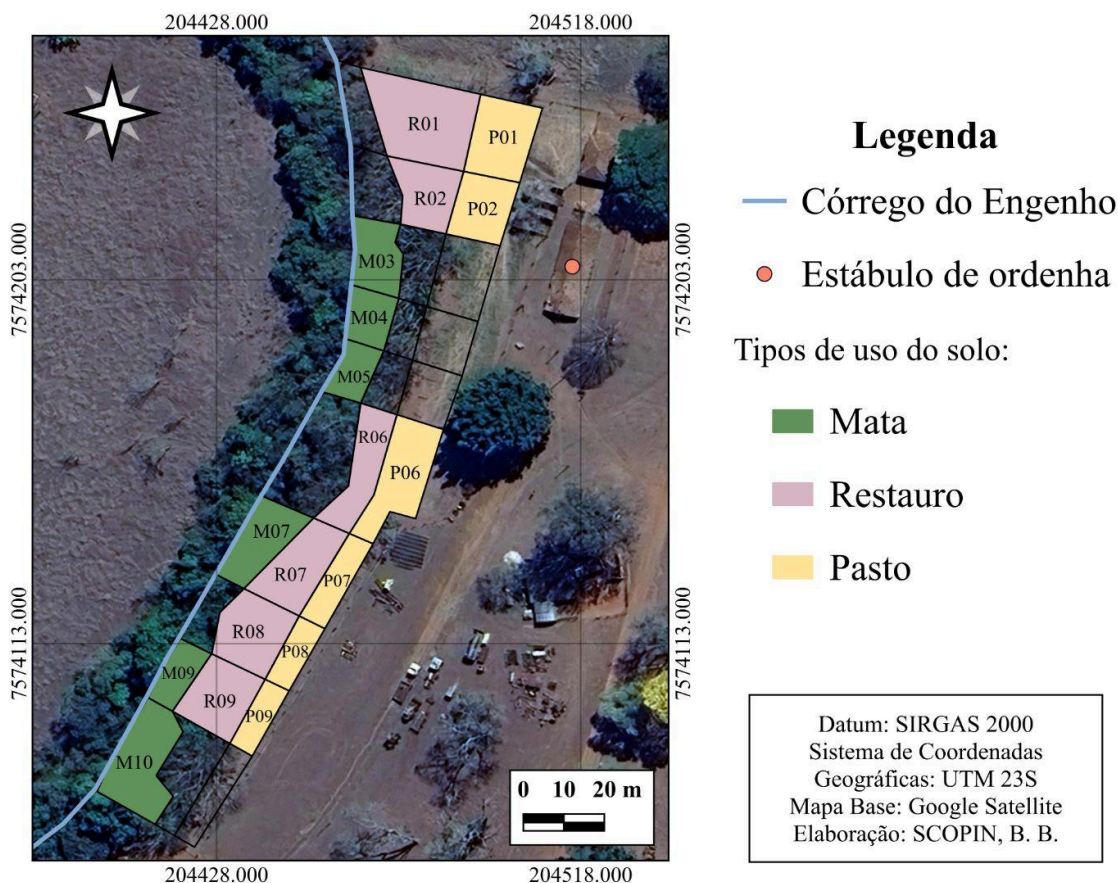 204428.000
204518.000
R01
P01
R02
P02
M03
7574203.000
7574203.000
M04
M05
R06
P06
M07
R07
P07
R08
P08
7574113.000
7574113.000
M09
R09
P09
M10
0 10 20 m
204428.000
204518.000
Legenda
Córrego do Engenho
Estábulo de ordenha
Tipos de uso do solo:
Mata
Restauro
Pasto
Datum: SIRGAS 2000
Sistema de Coordenadas
Geográficas: UTM 23S
Mapa Base: Google Satellite
Elaboração: SCOPIN, B. B.